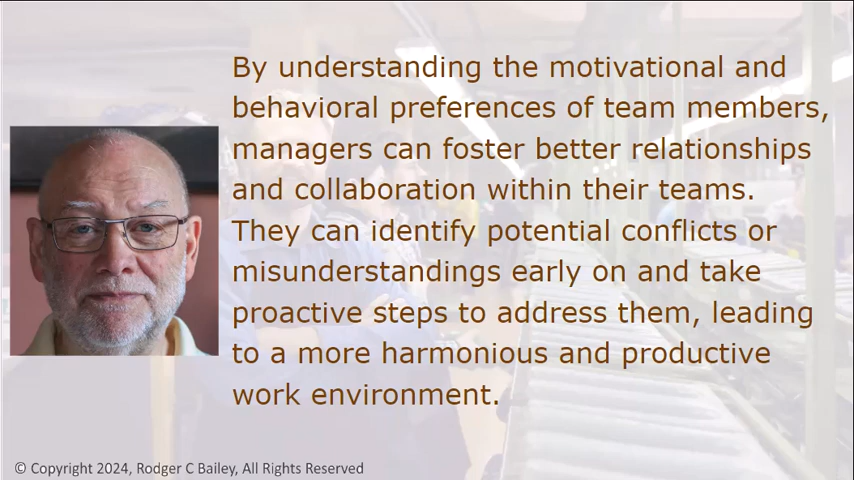 By understanding the motivational and
behavioral preferences of team members,
managers can foster better relationships
and collaboration within their teams.
They can identify potential conflicts or
misunderstandings early on and take
proactive steps to address them, leading
to a more harmonious and productive
work environment.
© Copyright 2024, Rodger C Bailey, All Rights Reserved